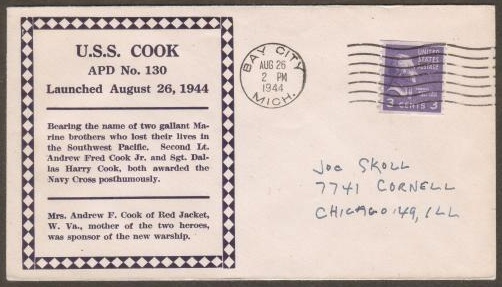 U.S.S. COOK
APD No. 130
Launched August 26, 1944
Bearing the name of two gallant Ma-
rine brothers who lost their lives in
the Southwest Pacific. Second Lt.
Andrew Fred Cook Jr. and Sgt. Dal-
las Harry Cook, both awarded the
Navy Cross posthumously.
Mrs. Andrew F. Cook of Red Jacket,
W. Va., mother of the two heroes,
was sponsor of the new warship.
BAY CITY
AUG 26
2 PM
1944
MICH.
UNITED
STATES
POSTAGE
3 CENTS 3
JOE SKOLL
7741 CORNELL
CHICAGO 49, ILL